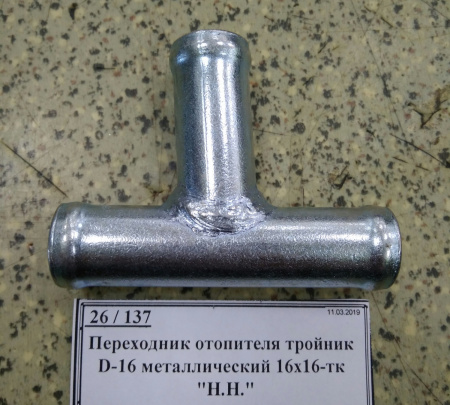 26 / 137
11.03.2019
Переходник отопителя тройник
D-16 металлический 16х16-тк
"Н.Н."